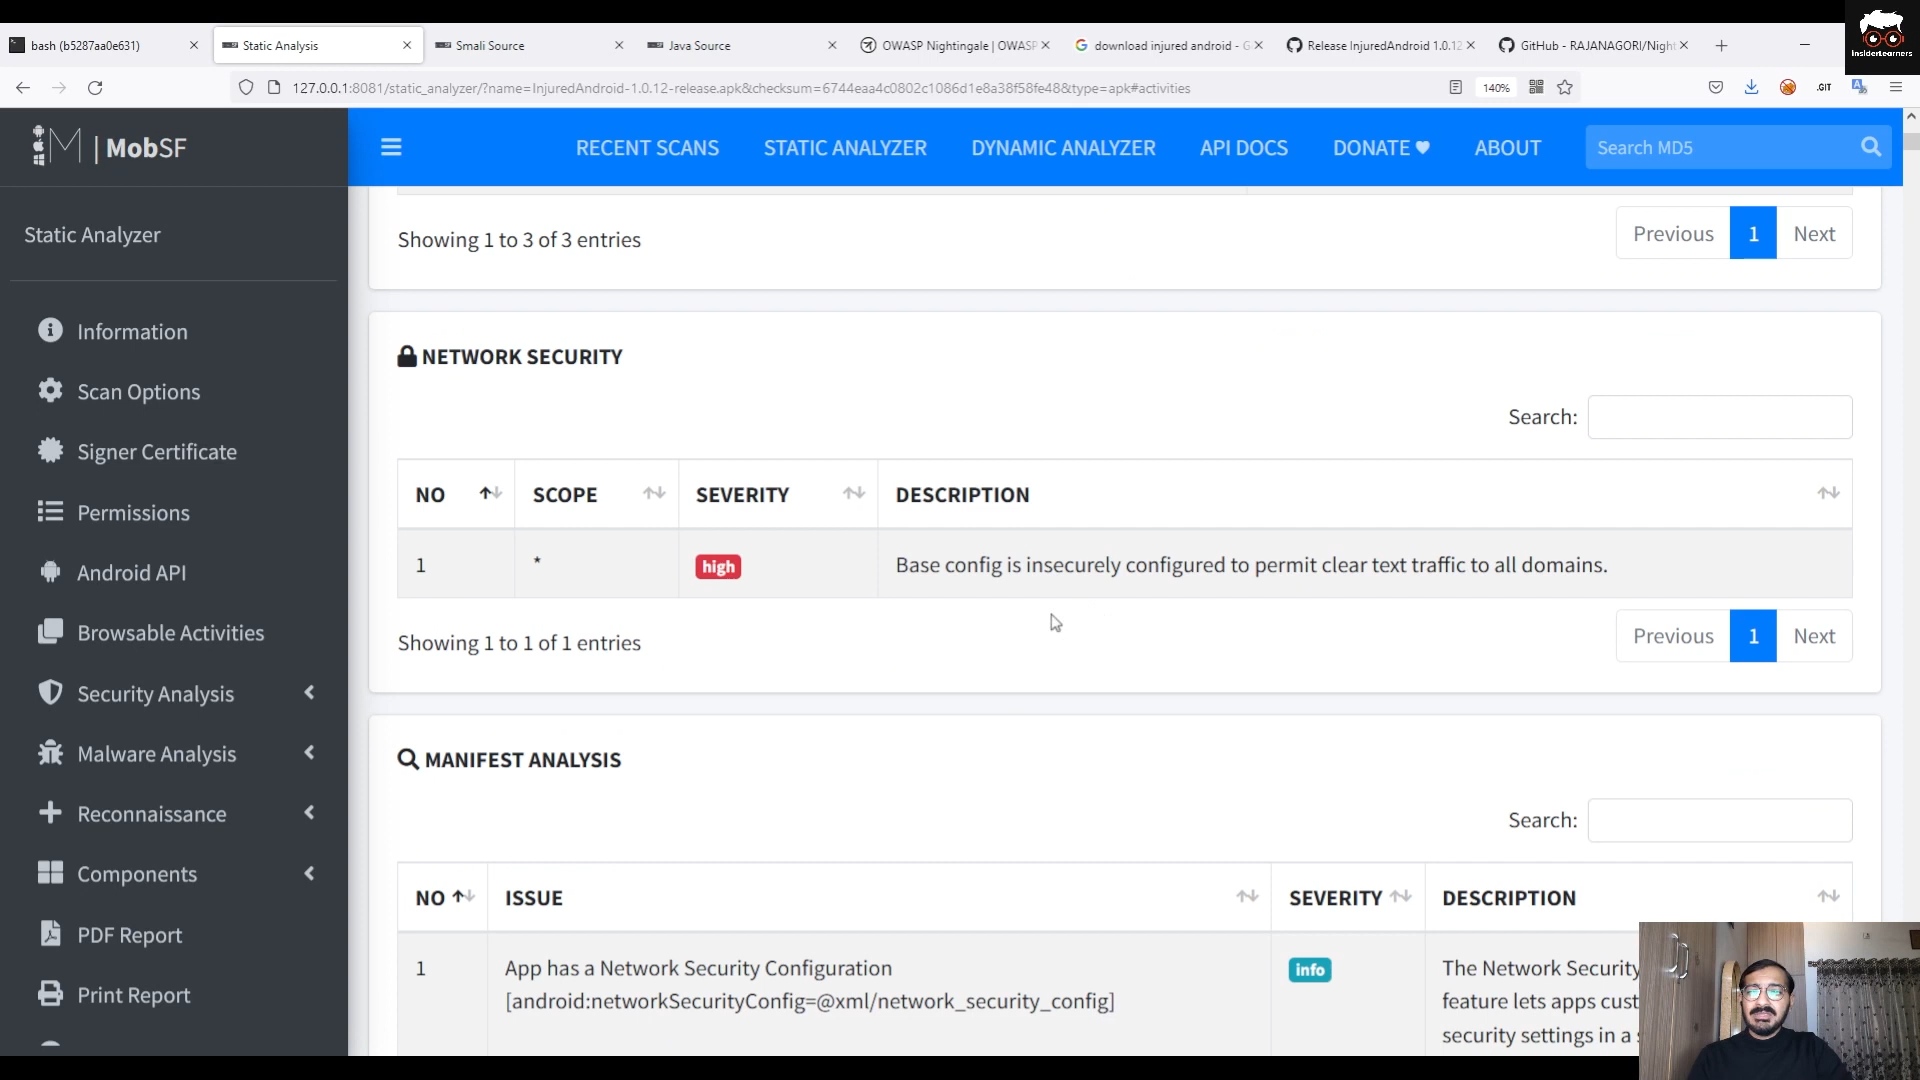 bash (b5287aa0e631)
Static Analysis
Smali Source
Java Source
OWASP Nightingale | OWASP
download injured android - G
Release InjuredAndroid 1.0.12
GitHub - RAJANAGORI/Night
InsiderLearners
127.0.0.1:8081/static_analyzer/?name=InjuredAndroid-1.0.12-release.apk&checksum=6744eaa4c0802c1086d1e8a38f58fe48&type=apk#activities
140%
.GIT
M | MobSF
RECENT SCANS
STATIC ANALYZER
DYNAMIC ANALYZER
API DOCS
DONATE
ABOUT
Search MD5
Static Analyzer
Information
Scan Options
Signer Certificate
Permissions
Android API
Browsable Activities
Security Analysis
Malware Analysis
Reconnaissance
Components
PDF Report
Print Report
Showing 1 to 3 of 3 entries
Previous 1 Next
NETWORK SECURITY
Search:
NO SCOPE SEVERITY DESCRIPTION
1 * high Base config is insecurely configured to permit clear text traffic to all domains.
Showing 1 to 1 of 1 entries
Previous 1 Next
MANIFEST ANALYSIS
Search:
NO ISSUE SEVERITY DESCRIPTION
1 App has a Network Security Configuration info The Network Security
[android:networkSecurityConfig=@xml/network_security_config] feature lets apps cust
security settings in a